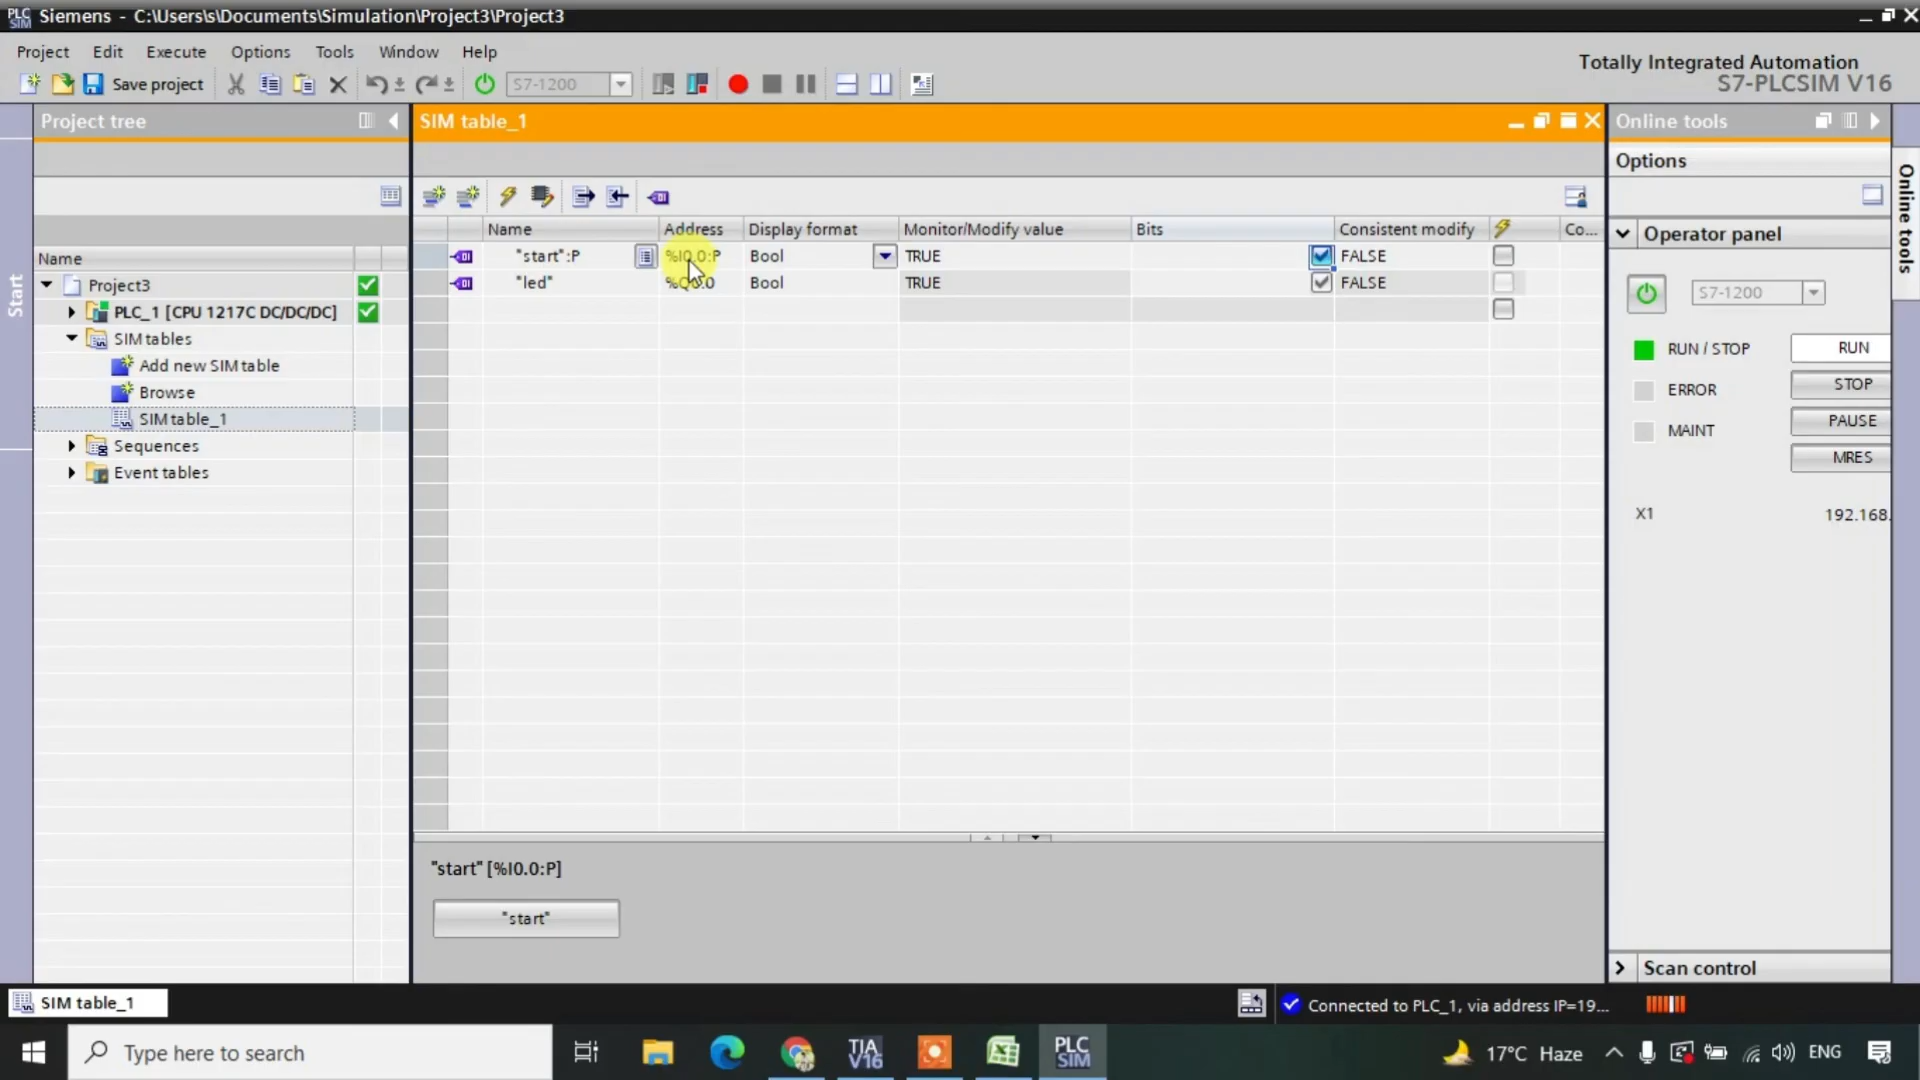 PLC SIM Siemens - C:\Users\s\Documents\Simulation\Project3\Project3
Project Edit Execute Options Tools Window Help
Totally Integrated Automation
S7-PLCSIM V16
Save project S7-1200
Project tree
SIM table_1
Online tools
Options
Online tools
Start
Name Address Display format Monitor/Modify value Bits Consistent modify Co...
"start":P %I0.0:P Bool TRUE FALSE
"led" Bool TRUE FALSE
Name
Project3
PLC_1 [CPU 1217C DC/DC/DC]
SIM tables
Add new SIM table
Browse
SIM table_1
Sequences
Event tables
Operator panel
S7-1200
RUN / STOP RUN
ERROR STOP
PAUSE
MAINT
MRES
X1 192.168.
"start" [%I0.0:P]
"start"
Scan control
SIM table_1
Connected to PLC_1, via address IP=19...
Type here to search
TIA V16
PLC SIM
17°C Haze
ENG